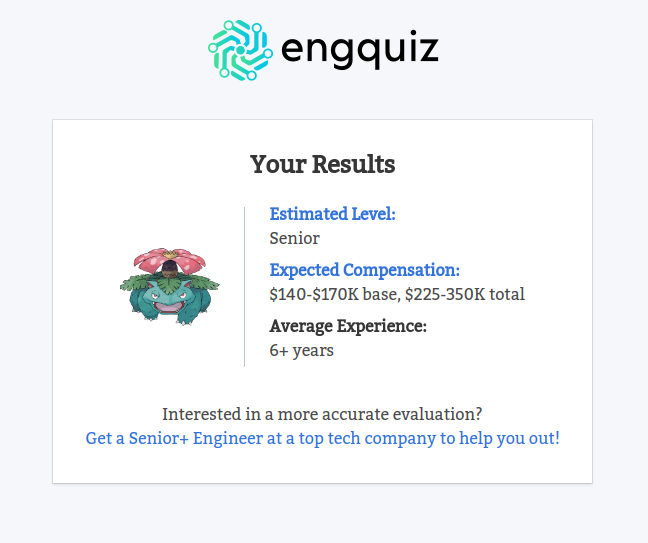 engquiz
Your Results
Estimated Level:
Senior
Expected Compensation:
$140-$170K base, $225-350K total
Average Experience:
6+ years
Interested in a more accurate evaluation?
Get a Senior+ Engineer at a top tech company to help you out!